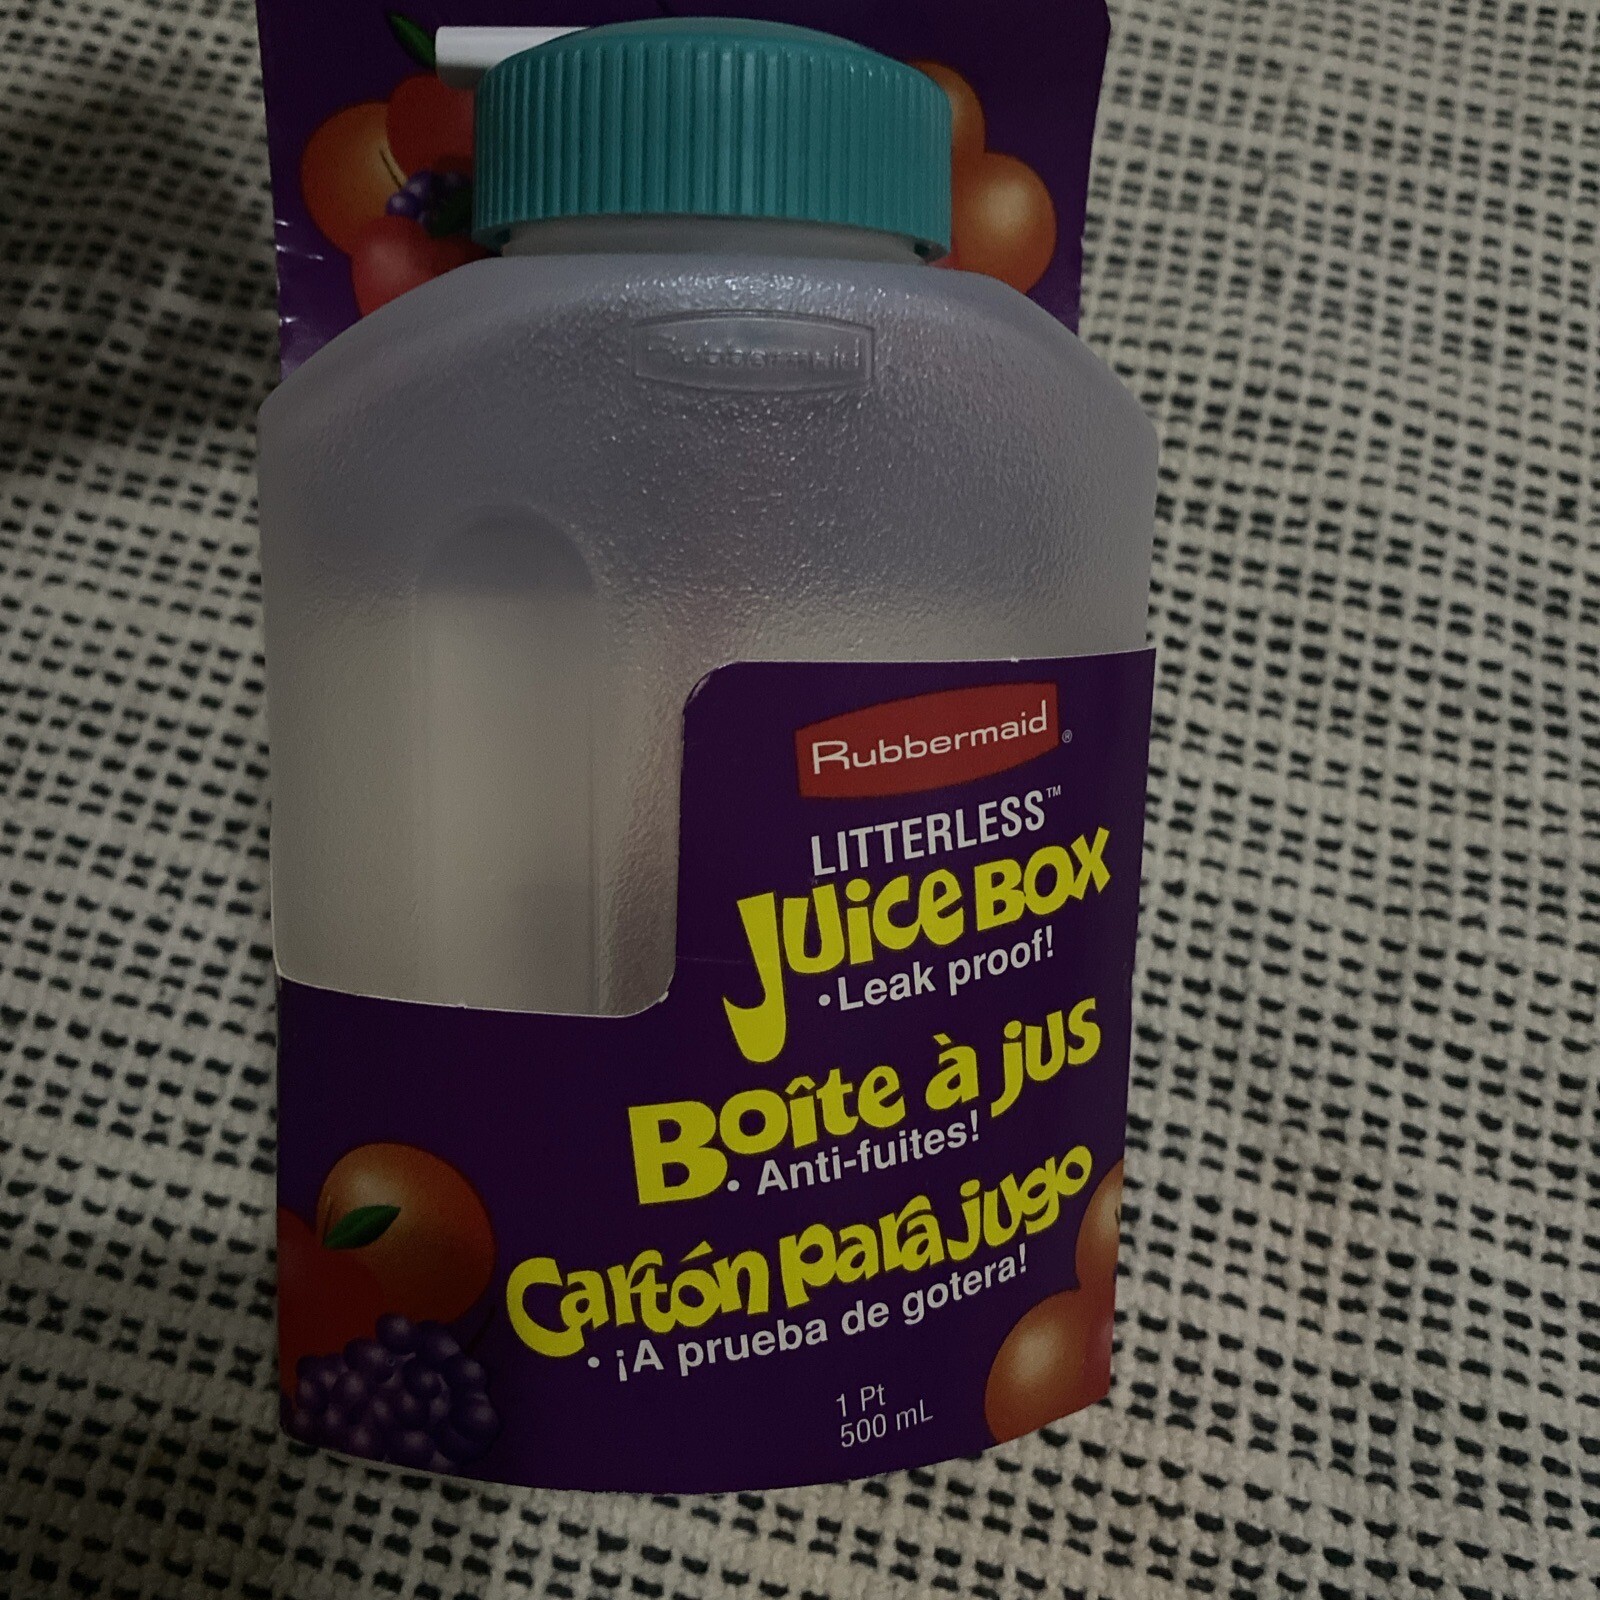 Rubbermaid
Rubbermaid®
LITTERLESS™
Juice Box
• Leak proof!
Boîte à jus
• Anti-fuites!
Cartón para jugo
• ¡A prueba de gotera!
1 Pt
500 mL